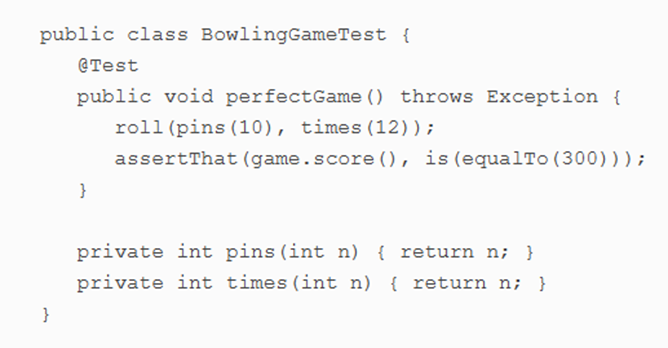 public class BowlingGameTest {
@Test
public void perfectGame() throws Exception {
roll(pins(10), times(12));
assertThat(game.score(), is(equalTo(300)));
}
private int pins(int n) { return n; }
private int times(int n) { return n; }
}